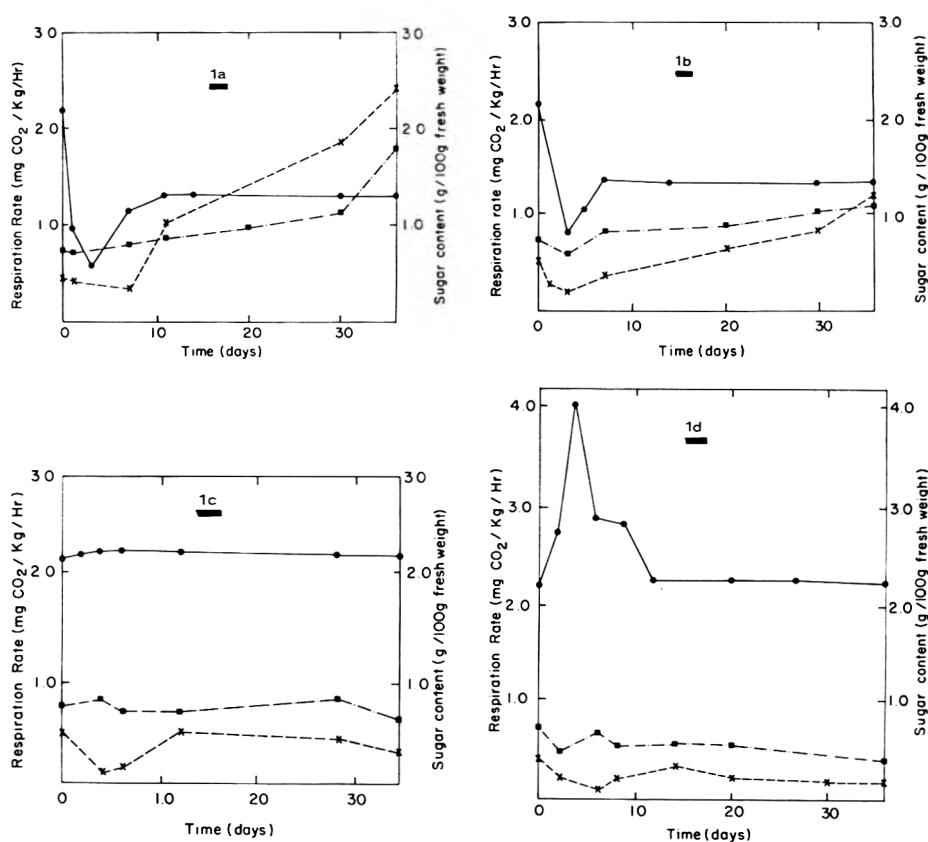 1a
3 0
2 0
1.0
Respiration Rate (mg CO₂ / Kg/Hr)
3 0
2 0
1.0
Sugar content (g/100g fresh weight)
0 10 20 30
Time (days)
1b
3.0
2.0
1.0
Respiration rate (mg CO₂ / Kg/Hr)
3.0
2 0
1.0
Sugar content (g /100g fresh weight)
0 10 20 30
Time (days)
1c
3 0
2.0
1.0
Respiration Rate (mg CO₂ / Kg / Hr)
3 0
2.0
1.0
Sugar content (g /100g fresh weight)
0 1.0 20 30
Time (days)
1d
4.0
3.0
2.0
1.0
Respiration Rate (mg CO₂ / Kg / Hr)
4.0
3.0
2.0
1.0
Sugar content (g /100g fresh weight)
0 10 20 30
Time (days)